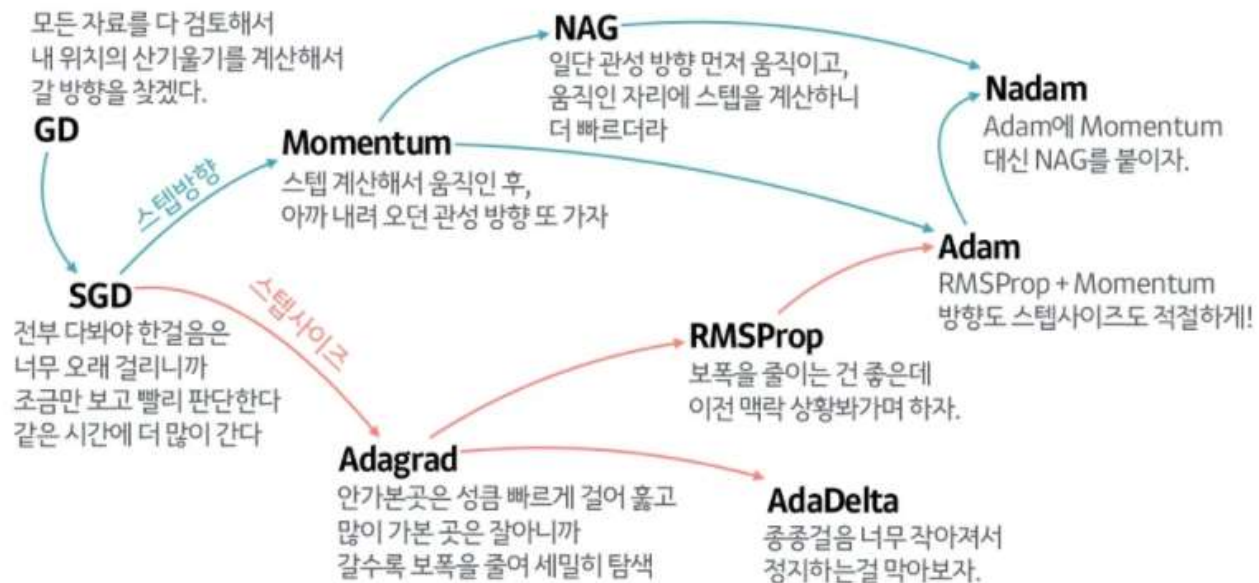 모든 자료를 다 검토해서
내 위치의 산기울기를 계산해서
갈 방향을 찾겠다.
GD
스텝방향
SGD
전부 다봐야 한걸음은
너무 오래 걸리니까
조금만 보고 빨리 판단한다
같은 시간에 더 많이 간다
Momentum
스텝 계산해서 움직인 후,
아까 내려 오던 관성 방향 또 가자
NAG
일단 관성 방향 먼저 움직이고,
움직인 자리에 스텝을 계산하니
더 빠르더라
Nadam
Adam에 Momentum
대신 NAG를 붙이자.
Adam
RMSProp + Momentum
방향도 스텝사이즈도 적절하게!
스텝사이즈
RMSProp
보폭을 줄이는 건 좋은데
이전 맥락 상황봐가며 하자.
Adagrad
안가본곳은 성큼 빠르게 걸어 훓고
많이 가본 곳은 잘아니까
갈수록 보폭을 줄여 세밀히 탐색
AdaDelta
종종걸음 너무 작아져서
정지하는걸 막아보자.